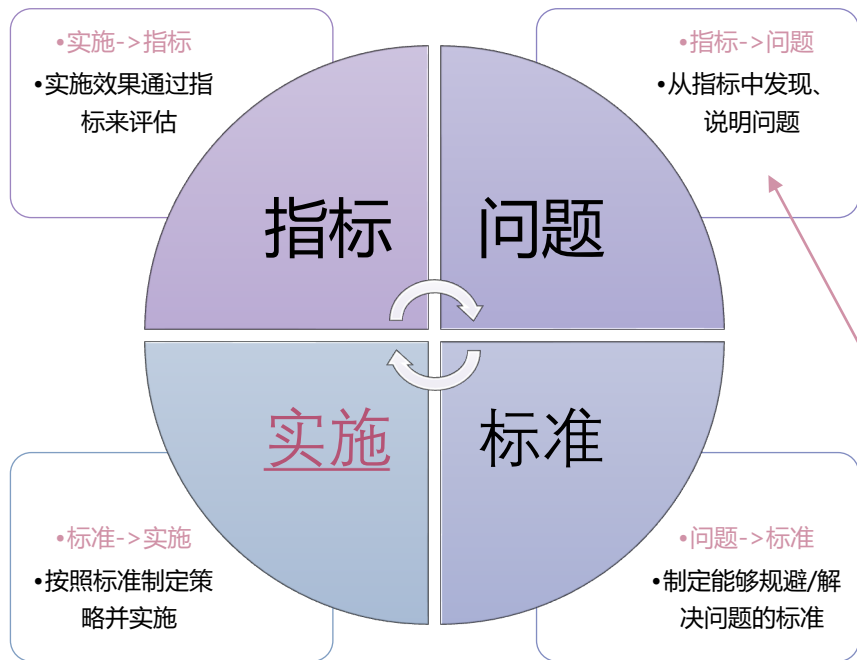 •实施->指标
•实施效果通过指
标来评估
•指标->问题
•从指标中发现、
说明问题
指标
问题
实施
标准
•标准->实施
•按照标准制定策
略并实施
•问题->标准
•制定能够规避/解
决问题的标准